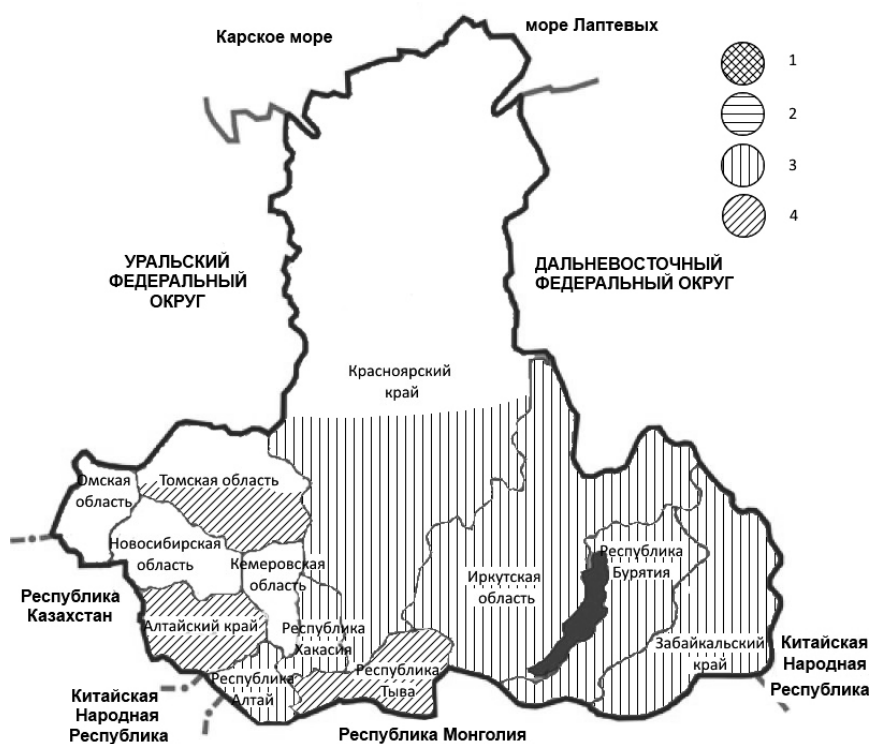 Карское море
море Лаптевых
1
2
3
4
УРАЛЬСКИЙ
ФЕДЕРАЛЬНЫЙ
ОКРУГ
ДАЛЬНЕВОСТОЧНЫЙ
ФЕДЕРАЛЬНЫЙ ОКРУГ
Красноярский
край
Омская
область
Томская область
Новосибирская
область
Кемеровская
область
Республика
Бурятия
Иркутская
область
Республика
Казахстан
Алтайский край
Республика
Хакасия
Забайкальский
край
Китайская
Народная
Республика
Республика
Алтай
Республика
Тыва
Китайская
Народная
Республика
Республика Монголия